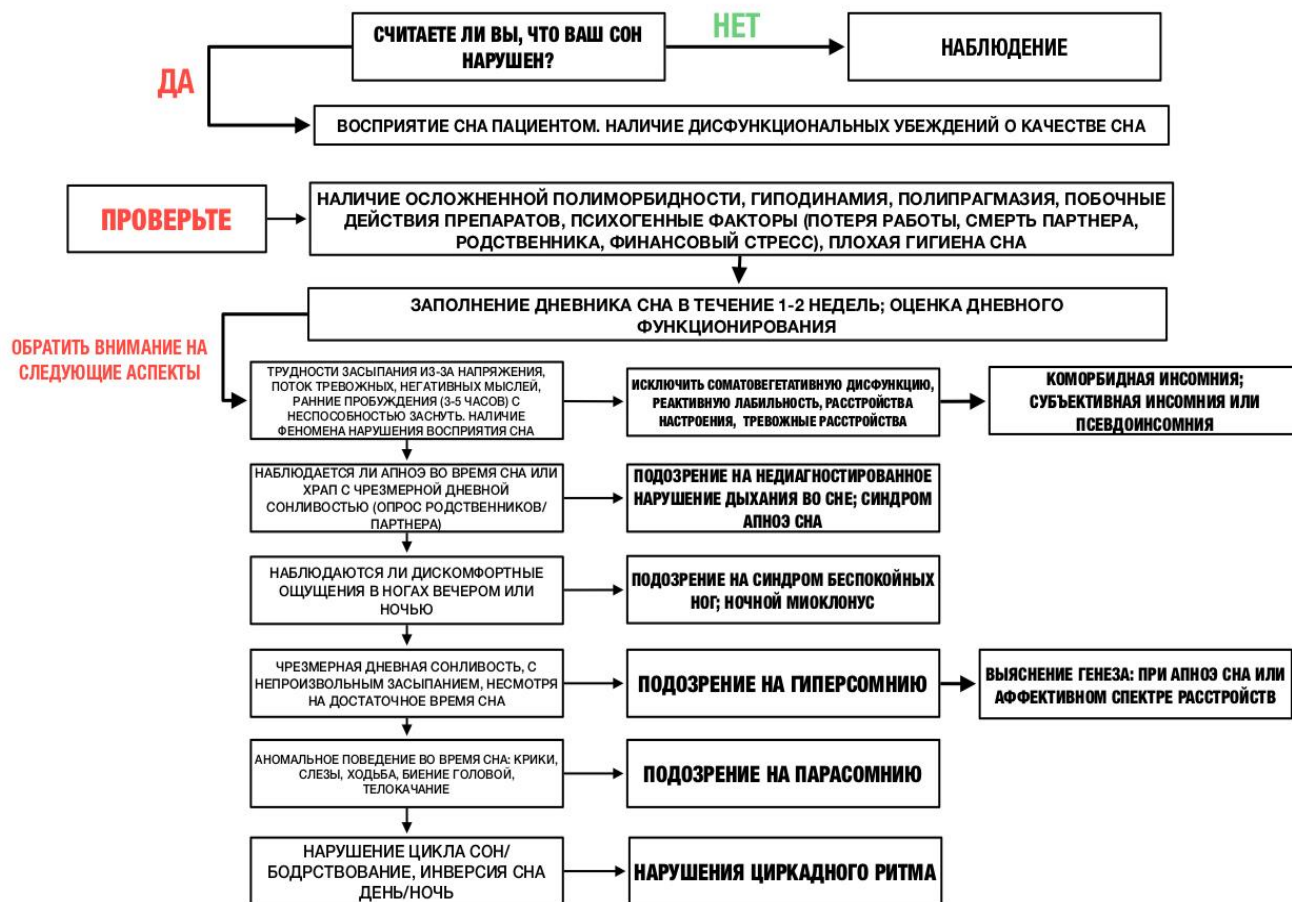 СЧИТАЕТЕ ЛИ ВЫ, ЧТО ВАШ СОН
НАРУШЕН?
НЕТ
НАБЛЮДЕНИЕ
ДА
ВОСПРИЯТИЕ СНА ПАЦИЕНТОМ. НАЛИЧИЕ ДИСФУНКЦИОНАЛЬНЫХ УБЕЖДЕНИЙ О КАЧЕСТВЕ СНА
ПРОВЕРЬТЕ
НАЛИЧИЕ ОСЛОЖНЕННОЙ ПОЛИМОРБИДНОСТИ, ГИПОДИНАМИЯ, ПОЛИПРАГМАЗИЯ, ПОБОЧНЫЕ
ДЕЙСТВИЯ ПРЕПАРАТОВ, ПСИХОГЕННЫЕ ФАКТОРЫ (ПОТЕРЯ РАБОТЫ, СМЕРТЬ ПАРТНЕРА,
РОДСТВЕННИКА, ФИНАНСОВЫЙ СТРЕСС), ПЛОХАЯ ГИГИЕНА СНА
ЗАПОЛНЕНИЕ ДНЕВНИКА СНА В ТЕЧЕНИЕ 1-2 НЕДЕЛЬ; ОЦЕНКА ДНЕВНОГО
ФУНКЦИОНИРОВАНИЯ
ОБРАТИТЬ ВНИМАНИЕ НА
СЛЕДУЮЩИЕ АСПЕКТЫ
ТРУДНОСТИ ЗАСЫПАНИЯ ИЗ-ЗА НАПРЯЖЕНИЯ,
ПОТОК ТРЕВОЖНЫХ, НЕГАТИВНЫХ МЫСЛЕЙ,
РАННИЕ ПРОБУЖДЕНИЯ (3-5 ЧАСОВ) С
НЕСПОСОБНОСТЬЮ ЗАСНУТЬ. НАЛИЧИЕ
ФЕНОМЕНА НАРУШЕНИЯ ВОСПРИЯТИЯ СНА
ИСКЛЮЧИТЬ СОМАТОВЕГЕТАТИВНУЮ ДИСФУНКЦИЮ,
РЕАКТИВНУЮ ЛАБИЛЬНОСТЬ, РАССТРОЙСТВА
НАСТРОЕНИЯ, ТРЕВОЖНЫЕ РАССТРОЙСТВА
КОМОРБИДНАЯ ИНСОМНИЯ;
СУБЪЕКТИВНАЯ ИНСОМНИЯ ИЛИ
ПСЕВДОИНСОМНИЯ
НАБЛЮДАЕТСЯ ЛИ АПНОЭ ВО ВРЕМЯ СНА ИЛИ
ХРАП С ЧРЕЗМЕРНОЙ ДНЕВНОЙ
СОНЛИВОСТЬЮ (ОПРОС РОДСТВЕННИКОВ/
ПАРТНЕРА)
ПОДОЗРЕНИЕ НА НЕДИАГНОСТИРОВАННОЕ
НАРУШЕНИЕ ДЫХАНИЯ ВО СНЕ; СИНДРОМ
АПНОЭ СНА
НАБЛЮДАЮТСЯ ЛИ ДИСКОМФОРТНЫЕ
ОЩУЩЕНИЯ В НОГАХ ВЕЧЕРОМ ИЛИ
НОЧЬЮ
ПОДОЗРЕНИЕ НА СИНДРОМ БЕСПОКОЙНЫХ
НОГ; НОЧНОЙ МИОКЛОНУС
ЧРЕЗМЕРНАЯ ДНЕВНАЯ СОНЛИВОСТЬ, С
НЕПРОИЗВОЛЬНЫМ ЗАСЫПАНИЕМ, НЕСМОТРЯ
НА ДОСТАТОЧНОЕ ВРЕМЯ СНА
ПОДОЗРЕНИЕ НА ГИПЕРСОМНИЮ
ВЫЯСНЕНИЕ ГЕНЕЗА: ПРИ АПНОЭ СНА ИЛИ
АФФЕКТИВНОМ СПЕКТРЕ РАССТРОЙСТВ
АНОМАЛЬНОЕ ПОВЕДЕНИЕ ВО ВРЕМЯ СНА: КРИКИ,
СЛЕЗЫ, ХОДЬБА, БИЕНИЕ ГОЛОВОЙ,
ТЕЛОКАЧАНИЕ
ПОДОЗРЕНИЕ НА ПАРАСОМНИЮ
НАРУШЕНИЕ ЦИКЛА СОН/
БОДРСТВОВАНИЕ, ИНВЕРСИЯ СНА
ДЕНЬ/НОЧЬ
НАРУШЕНИЯ ЦИРКАДНОГО РИТМА